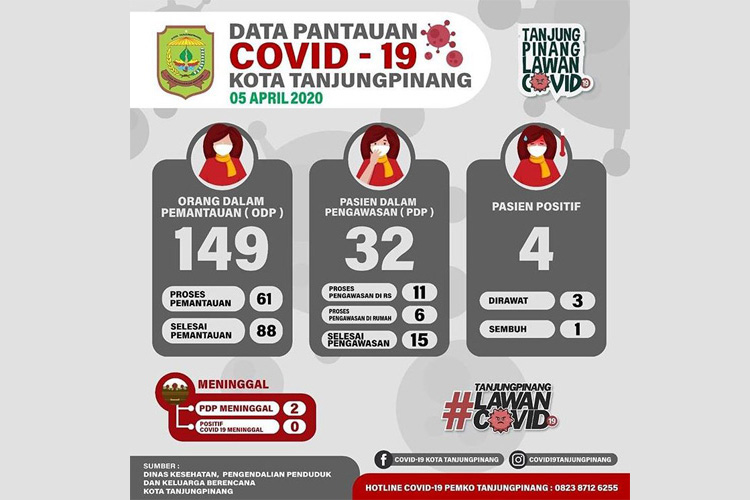 DATA PANTAUAN
COVID - 19
KOTA TANJUNGPINANG
05 APRIL 2020
TANJUNG
PINANG
LAWAN
COVID19
ORANG DALAM
PEMANTAUAN ( ODP )
149
PROSES
PEMANTAUAN 61
SELESAI
PEMANTAUAN 88
PASIEN DALAM
PENGAWASAN ( PDP )
32
PROSES
PENGAWASAN DI RS 11
PROSES
PENGAWASAN DI RUMAH 6
SELESAI
PENGAWASAN 15
PASIEN POSITIF
4
DIRAWAT 3
SEMBUH 1
MENINGGAL
PDP MENINGGAL 2
POSITIF
COVID 19 MENINGGAL 0
TANJUNGPINANG
#LAWAN
COVID19
COVID-19 KOTA TANJUNGPINANG
COVID19TANJUNGPINANG
SUMBER :
DINAS KESEHATAN, PENGENDALIAN PENDUDUK
DAN KELUARGA BERENCANA
KOTA TANJUNGPINANG
HOTLINE COVID-19 PEMKO TANJUNGPINANG : 0823 8712 6255